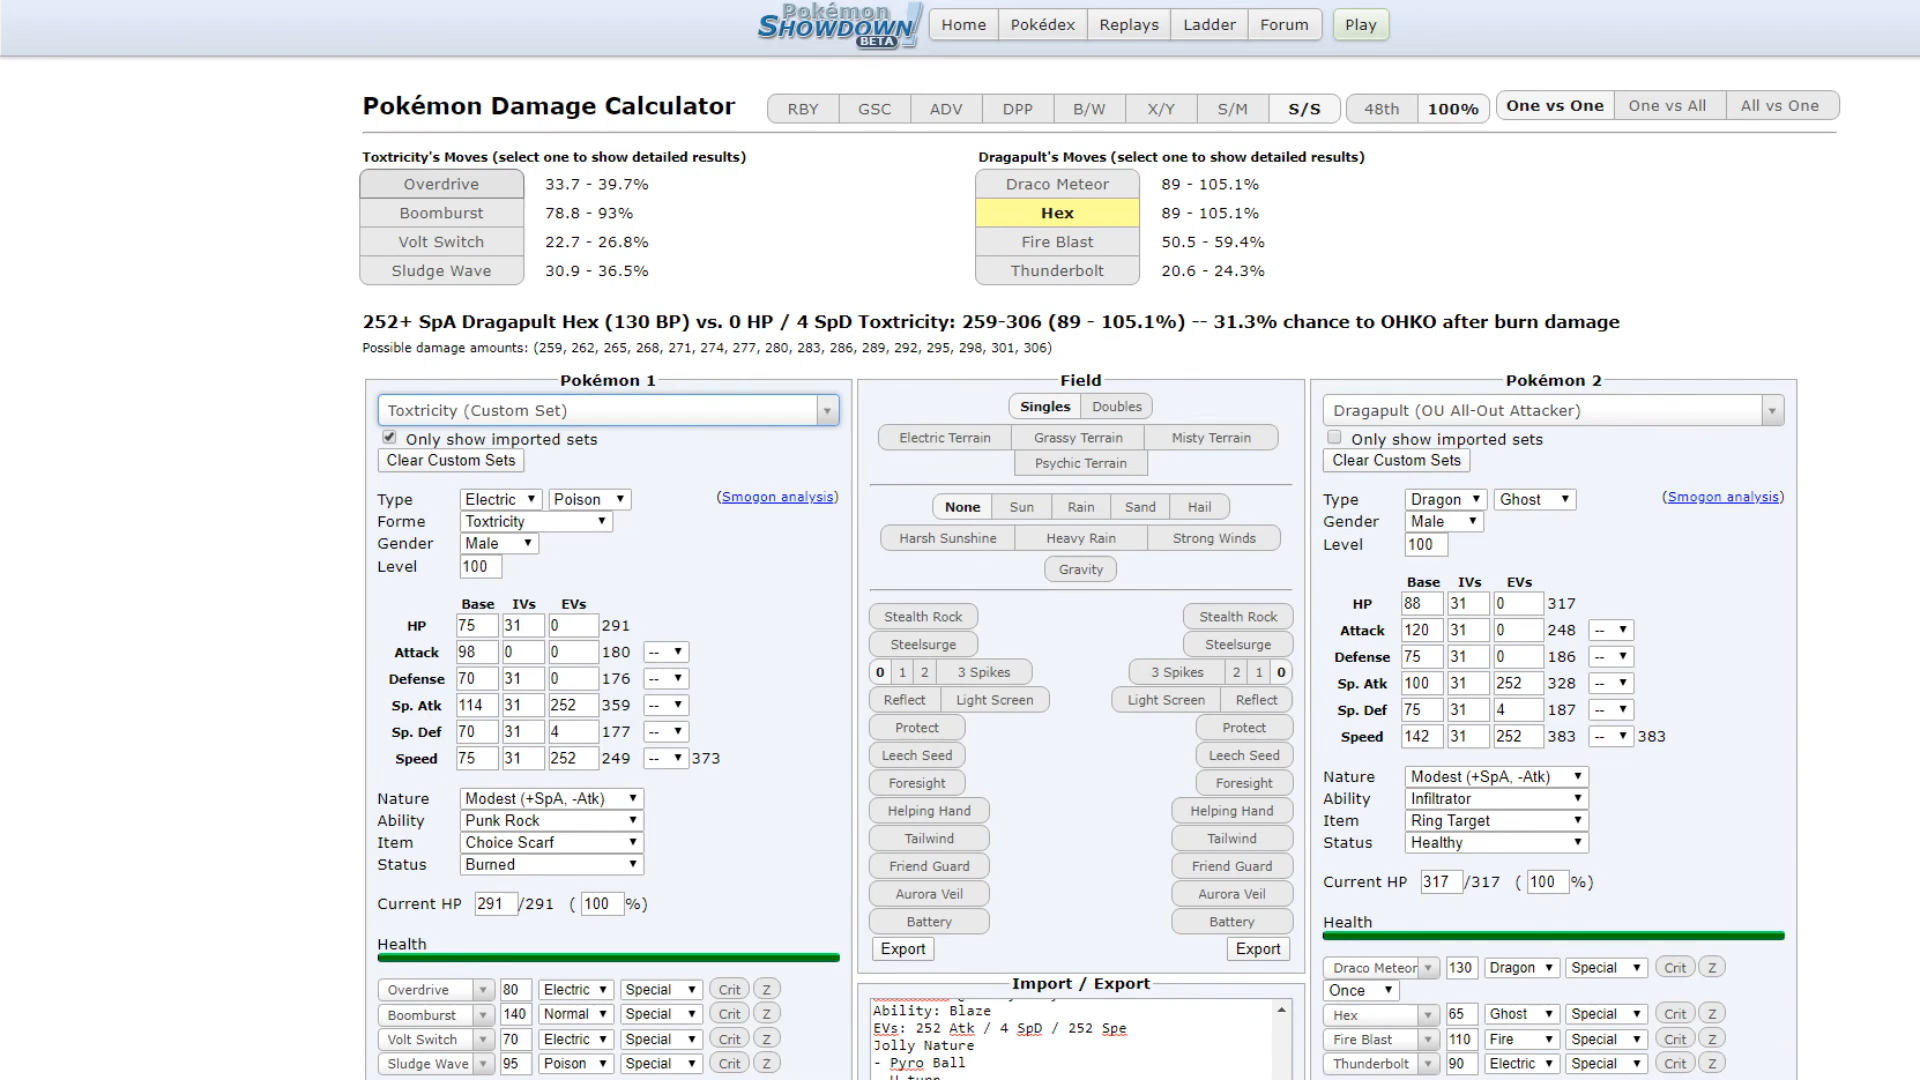 Pokémon
SHOWDOWN!
BETA
Home Pokédex Replays Ladder Forum Play
Pokémon Damage Calculator
RBY GSC ADV DPP B/W X/Y S/M S/S 48th 100% One vs One One vs All All vs One
Toxtricity's Moves (select one to show detailed results)
Overdrive 33.7 - 39.7%
Boomburst 78.8 - 93%
Volt Switch 22.7 - 26.8%
Sludge Wave 30.9 - 36.5%
Dragapult's Moves (select one to show detailed results)
Draco Meteor 89 - 105.1%
Hex 89 - 105.1%
Fire Blast 50.5 - 59.4%
Thunderbolt 20.6 - 24.3%
252+ SpA Dragapult Hex (130 BP) vs. 0 HP / 4 SpD Toxtricity: 259-306 (89 - 105.1%) -- 31.3% chance to OHKO after burn damage
Possible damage amounts: (259, 262, 265, 268, 271, 274, 277, 280, 283, 286, 289, 292, 295, 298, 301, 306)
Pokémon 1
Toxtricity (Custom Set)
Only show imported sets
Clear Custom Sets
Type Electric Poison (Smogon analysis)
Forme Toxtricity
Gender Male
Level 100
Base IVs EVs
HP 75 31 0 291
Attack 98 0 0 180 --
Defense 70 31 0 176 --
Sp. Atk 114 31 252 359 --
Sp. Def 70 31 4 177 --
Speed 75 31 252 249 -- 373
Nature Modest (+SpA, -Atk)
Ability Punk Rock
Item Choice Scarf
Status Burned
Current HP 291 /291 ( 100 %)
Health
Overdrive 80 Electric Special Crit Z
Boomburst 140 Normal Special Crit Z
Volt Switch 70 Electric Special Crit Z
Sludge Wave 95 Poison Special Crit Z
Field
Singles Doubles
Electric Terrain Grassy Terrain Misty Terrain
Psychic Terrain
None Sun Rain Sand Hail
Harsh Sunshine Heavy Rain Strong Winds
Gravity
Stealth Rock Stealth Rock
Steelsurge Steelsurge
0 1 2 3 Spikes 3 Spikes 2 1 0
Reflect Light Screen Light Screen Reflect
Protect Protect
Leech Seed Leech Seed
Foresight Foresight
Helping Hand Helping Hand
Tailwind Tailwind
Friend Guard Friend Guard
Aurora Veil Aurora Veil
Battery Battery
Export Export
Import / Export
Ability: Blaze
EVs: 252 Atk / 4 SpD / 252 Spe
Jolly Nature
- Pyro Ball
Pokémon 2
Dragapult (OU All-Out Attacker)
Only show imported sets
Clear Custom Sets
Type Dragon Ghost (Smogon analysis)
Gender Male
Level 100
Base IVs EVs
HP 88 31 0 317
Attack 120 31 0 248 --
Defense 75 31 0 186 --
Sp. Atk 100 31 252 328 --
Sp. Def 75 31 4 187 --
Speed 142 31 252 383 -- 383
Nature Modest (+SpA, -Atk)
Ability Infiltrator
Item Ring Target
Status Healthy
Current HP 317 /317 ( 100 %)
Health
Draco Meteor 130 Dragon Special Crit Z
Once
Hex 65 Ghost Special Crit Z
Fire Blast 110 Fire Special Crit Z
Thunderbolt 90 Electric Special Crit Z